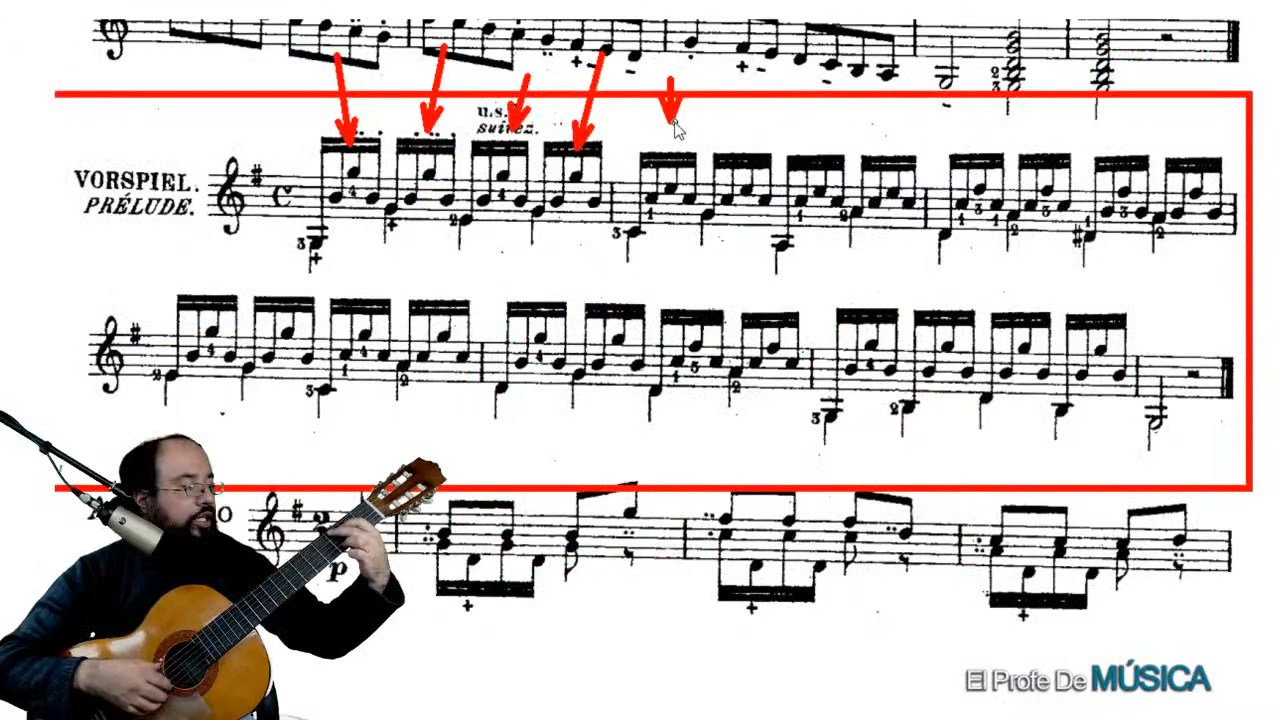 u.s.w.
suivez.
VORSPIEL.
PRÉLUDE.
p
El Profe De MÚSICA